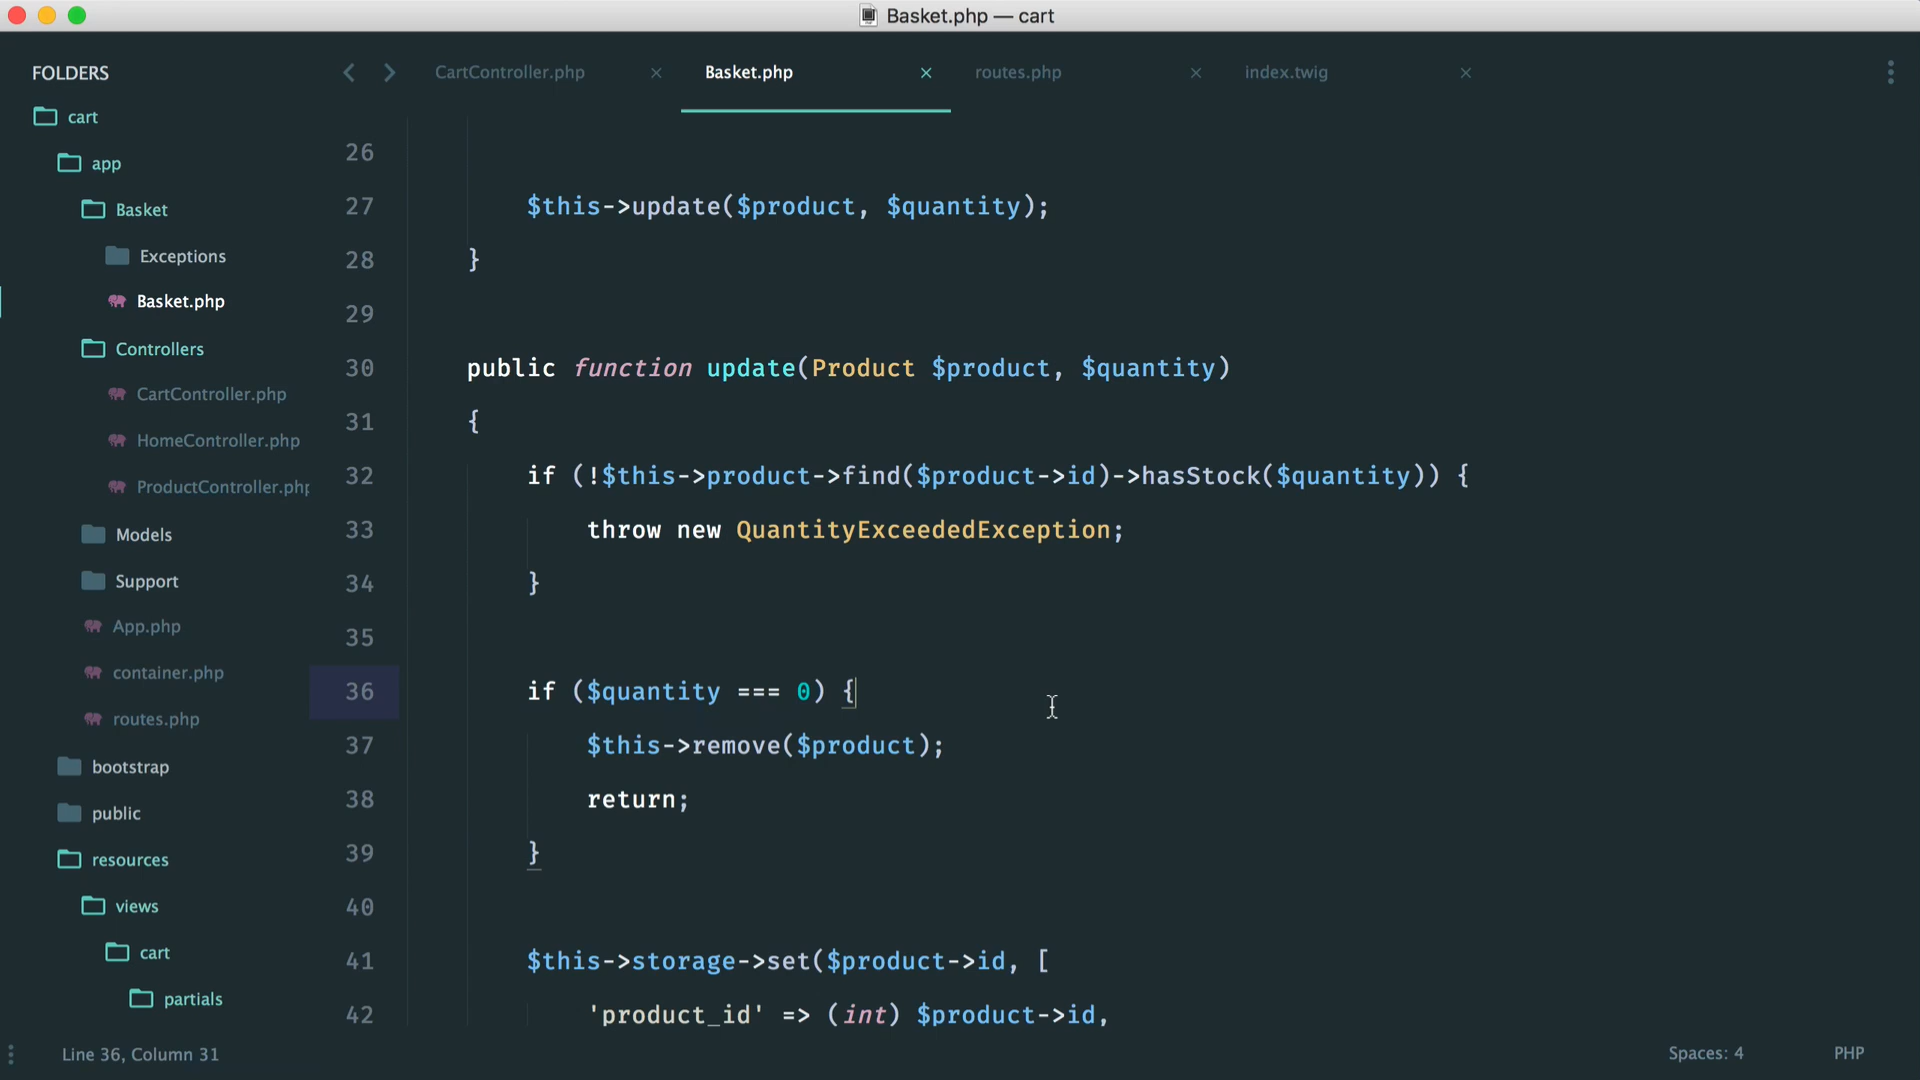 Basket.php — cart
FOLDERS
cart
app
Basket
Exceptions
Basket.php
Controllers
CartController.php
HomeController.php
ProductController.php
Models
Support
App.php
container.php
routes.php
bootstrap
public
resources
views
cart
partials
CartController.php × Basket.php × routes.php × index.twig ×
26
27 $this->update($product, $quantity);
28 }
29
30 public function update(Product $product, $quantity)
31 {
32 if (!$this->product->find($product->id)->hasStock($quantity)) {
33 throw new QuantityExceededException;
34 }
35
36 if ($quantity === 0) {
37 $this->remove($product);
38 return;
39 }
40
41 $this->storage->set($product->id, [
42 'product_id' => (int) $product->id,
Line 36, Column 31
Spaces: 4
PHP